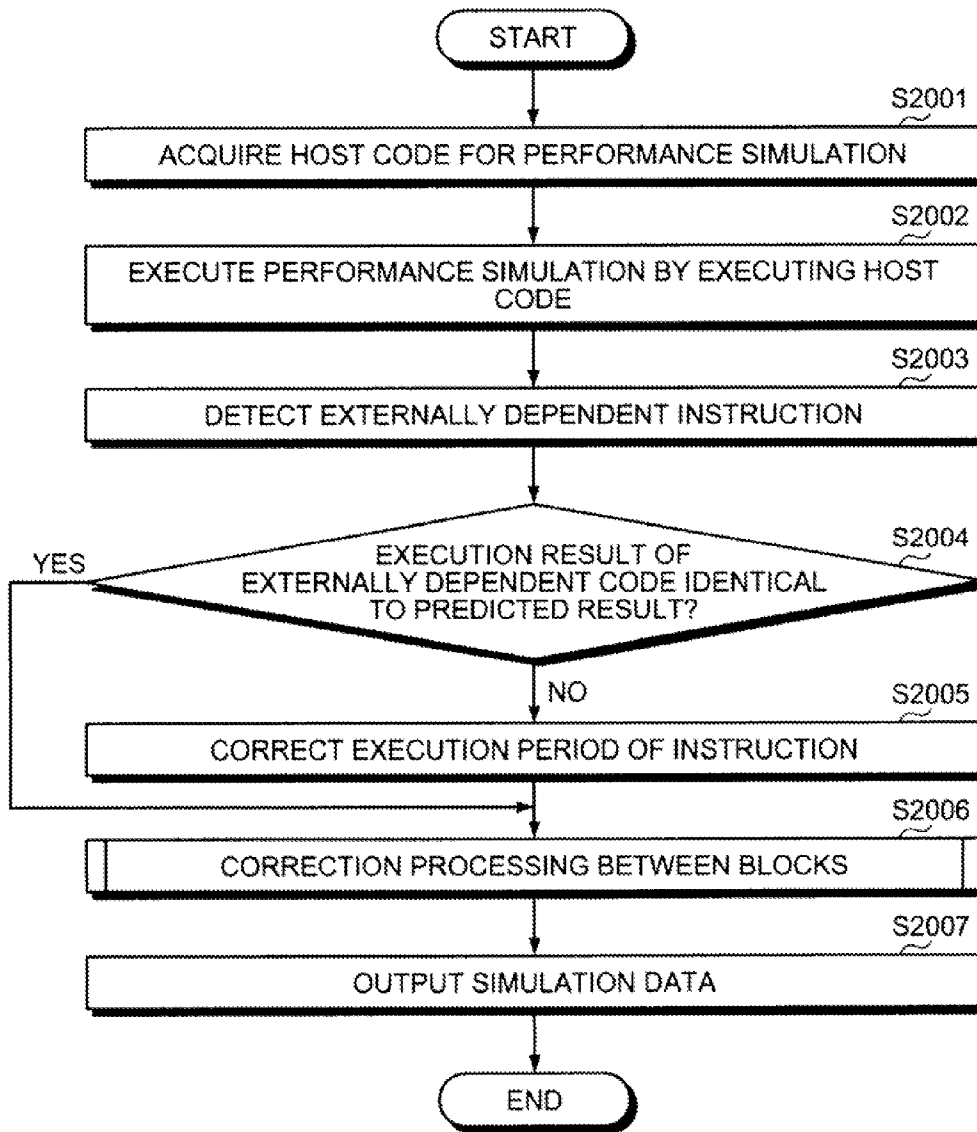 START
S2001
ACQUIRE HOST CODE FOR PERFORMANCE SIMULATION
S2002
EXECUTE PERFORMANCE SIMULATION BY EXECUTING HOST
CODE
S2003
DETECT EXTERNALLY DEPENDENT INSTRUCTION
S2004
YES
EXECUTION RESULT OF
EXTERNALLY DEPENDENT CODE IDENTICAL
TO PREDICTED RESULT?
NO
S2005
CORRECT EXECUTION PERIOD OF INSTRUCTION
S2006
CORRECTION PROCESSING BETWEEN BLOCKS
S2007
OUTPUT SIMULATION DATA
END